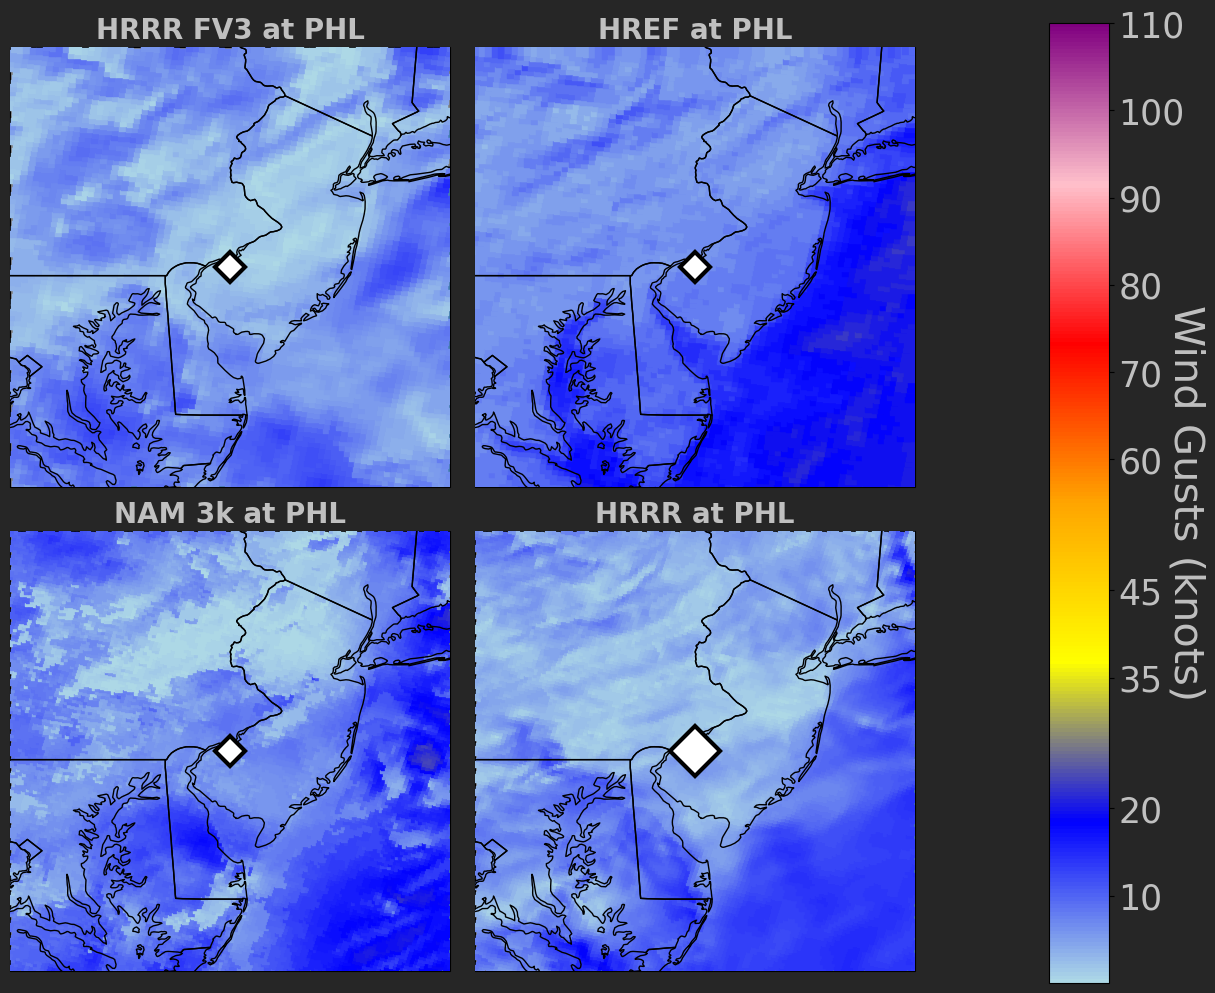 HRRR FV3 at PHL
HREF at PHL
NAM 3k at PHL
HRRR at PHL
110
100
90
80
70
60
45
35
20
10
Wind Gusts (knots)